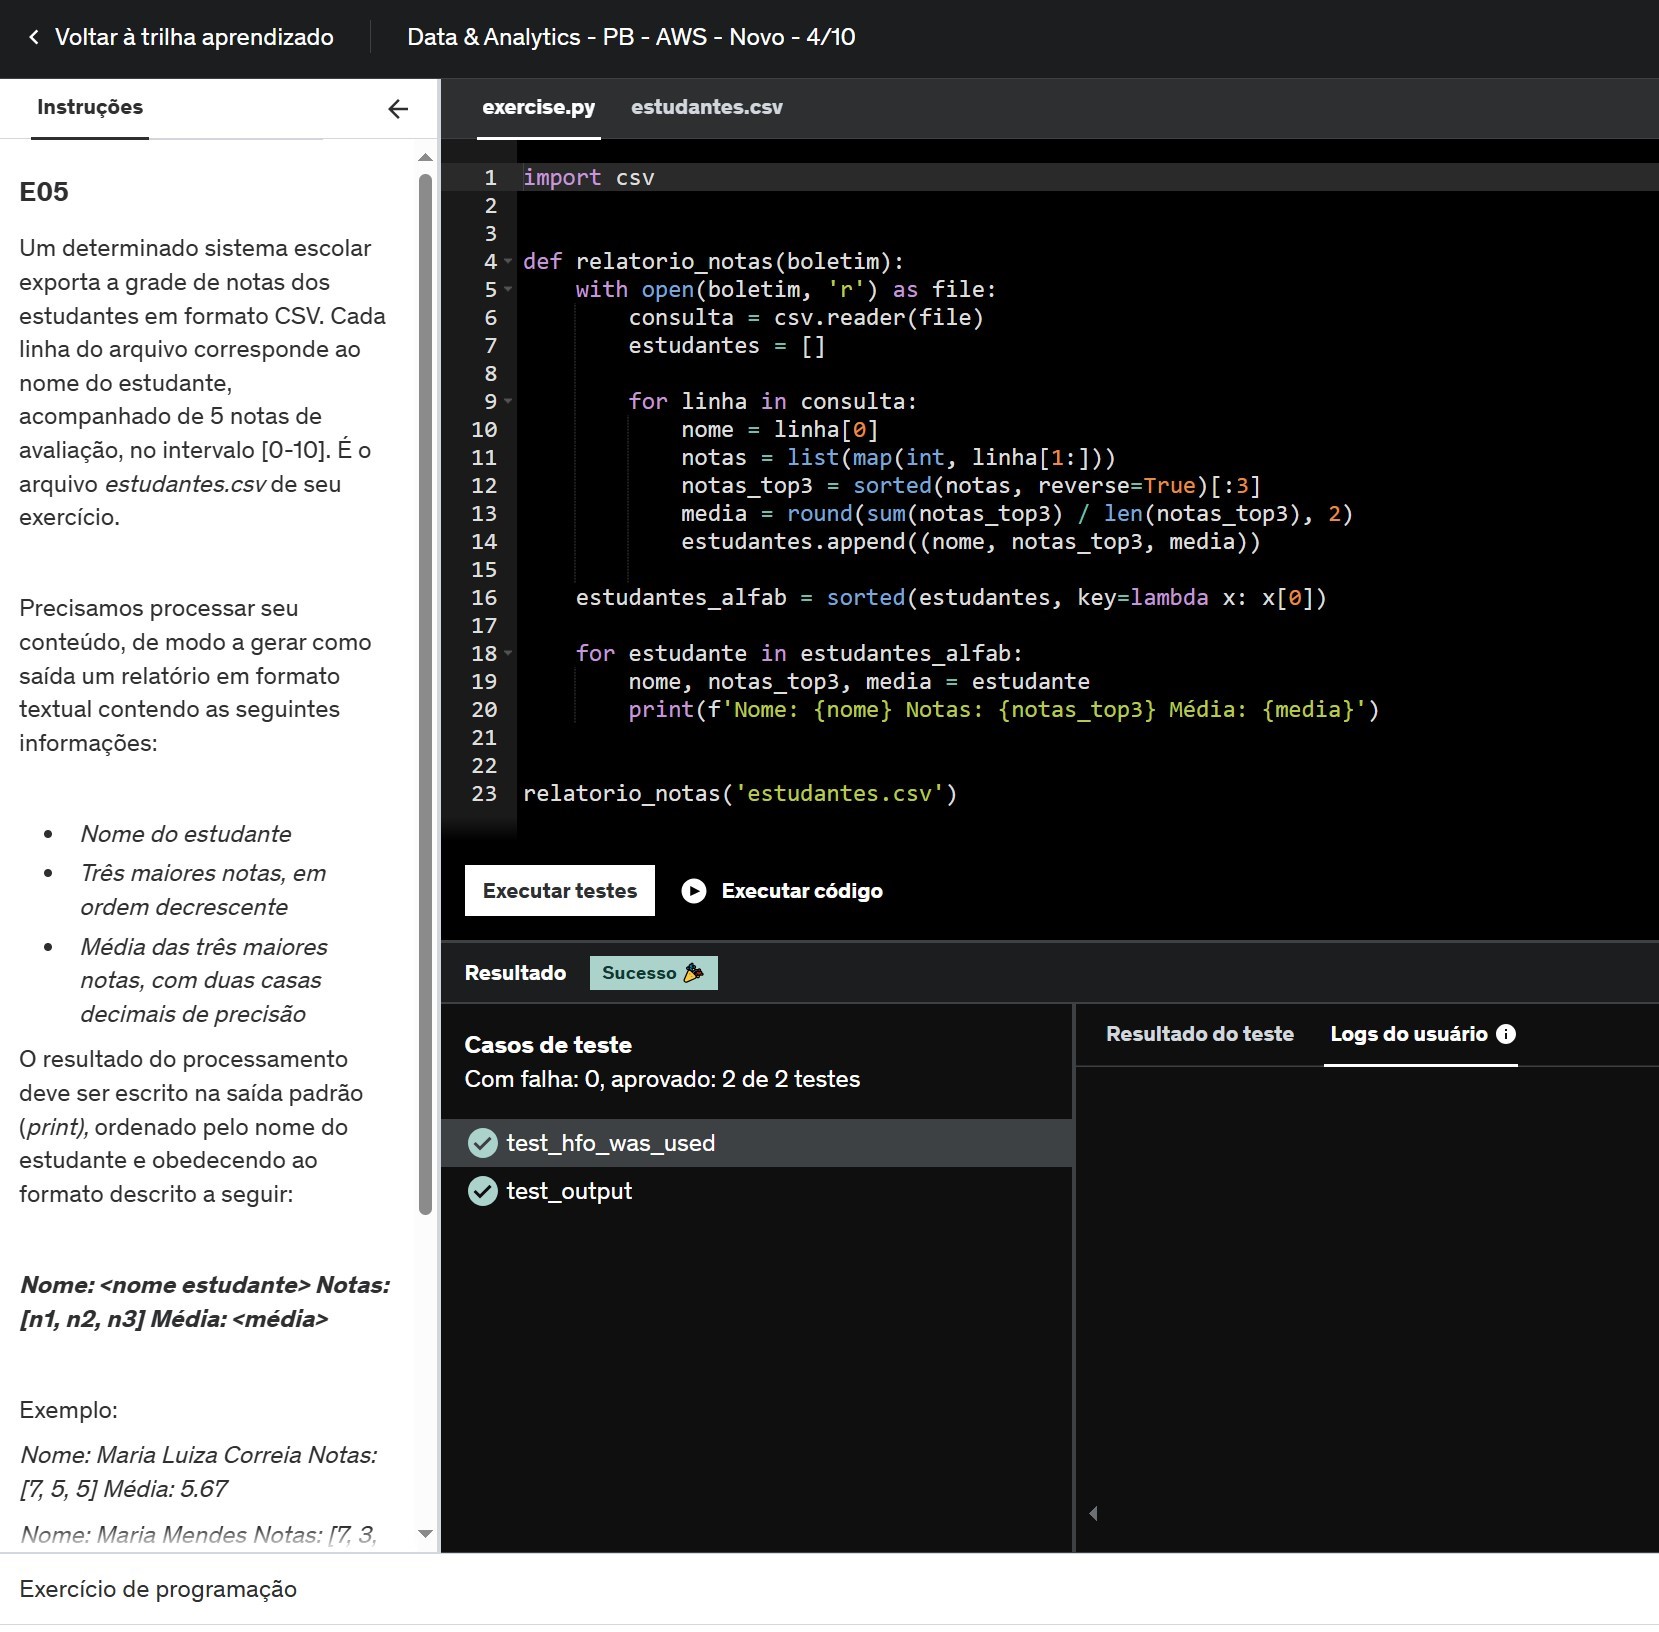 Voltar à trilha aprendizado
Data & Analytics - PB - AWS - Novo - 4/10
Instruções
E05
Um determinado sistema escolar
exporta a grade de notas dos
estudantes em formato CSV. Cada
linha do arquivo corresponde ao
nome do estudante,
acompanhado de 5 notas de
avaliação, no intervalo [0-10]. É o
arquivo estudantes.csv de seu
exercício.
Precisamos processar seu
conteúdo, de modo a gerar como
saída um relatório em formato
textual contendo as seguintes
informações:
• Nome do estudante
• Três maiores notas, em
ordem decrescente
• Média das três maiores
notas, com duas casas
decimais de precisão
O resultado do processamento
deve ser escrito na saída padrão
(print), ordenado pelo nome do
estudante e obedecendo ao
formato descrito a seguir:
Nome: <nome estudante> Notas:
[n1, n2, n3] Média: <média>
Exemplo:
Nome: Maria Luiza Correia Notas:
[7, 5, 5] Média: 5.67
Nome: Maria Mendes Notas: [7, 3,
exercise.py
estudantes.csv
1 import csv
2
3
4 def relatorio_notas(boletim):
5     with open(boletim, 'r') as file:
6         consulta = csv.reader(file)
7         estudantes = []
8
9         for linha in consulta:
10             nome = linha[0]
11             notas = list(map(int, linha[1:]))
12             notas_top3 = sorted(notas, reverse=True)[:3]
13             media = round(sum(notas_top3) / len(notas_top3), 2)
14             estudantes.append((nome, notas_top3, media))
15
16     estudantes_alfab = sorted(estudantes, key=lambda x: x[0])
17
18     for estudante in estudantes_alfab:
19         nome, notas_top3, media = estudante
20         print(f'Nome: {nome} Notas: {notas_top3} Média: {media}')
21
22
23 relatorio_notas('estudantes.csv')
Executar testes
Executar código
Resultado
Sucesso
Casos de teste
Com falha: 0, aprovado: 2 de 2 testes
test_hfo_was_used
test_output
Resultado do teste
Logs do usuário
Exercício de programação